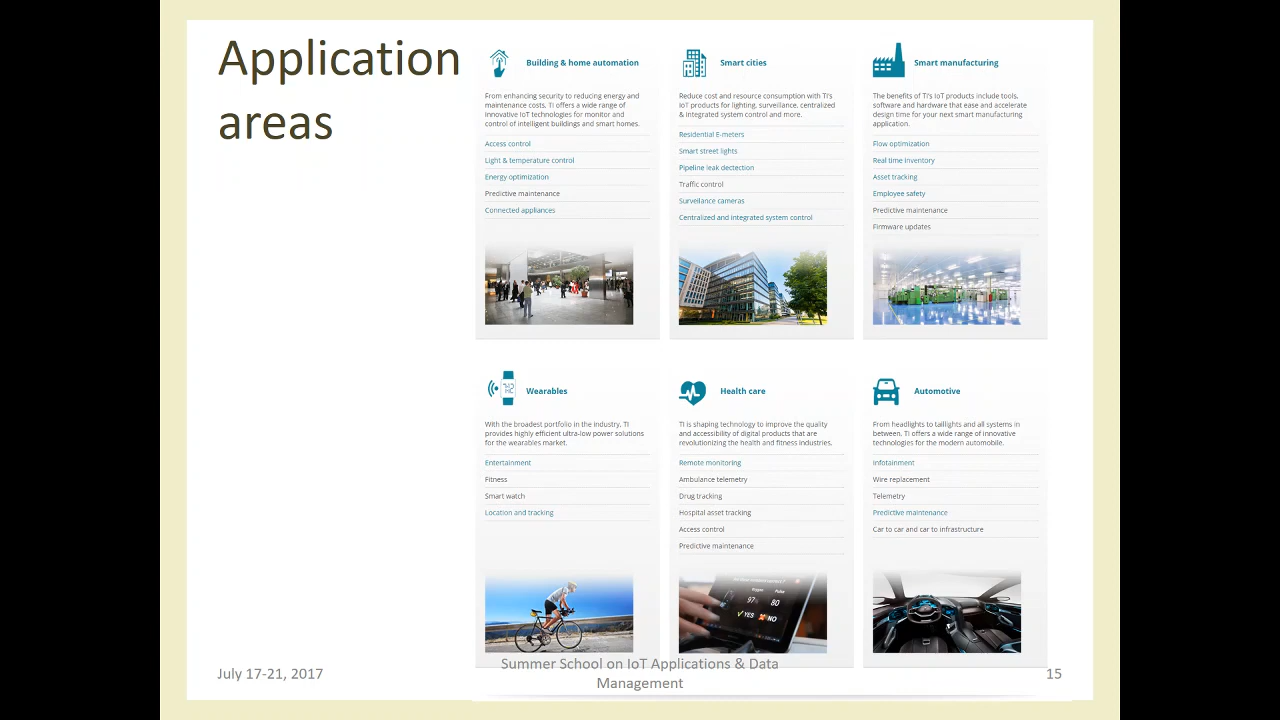 Application
areas
Building & home automation
From enhancing security to reducing energy and
maintenance costs, TI offers a wide range of
innovative IoT technologies for monitor and
control of intelligent buildings and smart homes.
Access control
Light & temperature control
Energy optimization
Predictive maintenance
Connected appliances
Smart cities
Reduce cost and resource consumption with TI's
IoT products for lighting, surveillance, centralized
& integrated system control and more.
Residential E-meters
Smart street lights
Pipeline leak dectection
Traffic control
Surveilance cameras
Centralized and integrated system control
Smart manufacturing
The benefits of TI's IoT products include tools,
software and hardware that ease and accelerate
design time for your next smart manufacturing
application.
Flow optimization
Real time inventory
Asset tracking
Employee safety
Predictive maintenance
Firmware updates
Wearables
With the broadest portfolio in the industry, TI
provides highly efficient ultra-low power solutions
for the wearables market.
Entertainment
Fitness
Smart watch
Location and tracking
Health care
TI is shaping technology to improve the quality
and accessibility of digital products that are
revolutionizing the health and fitness industries.
Remote monitoring
Ambulance telemetry
Drug tracking
Hospital asset tracking
Access control
Predictive maintenance
97 80
YES NO
Automotive
From headlights to taillights and all systems in
between, TI offers a wide range of innovative
technologies for the modern automobile.
Infotainment
Wire replacement
Telemetry
Predictive maintenance
Car to car and car to infrastructure
July 17-21, 2017
Summer School on IoT Applications & Data
Management
15